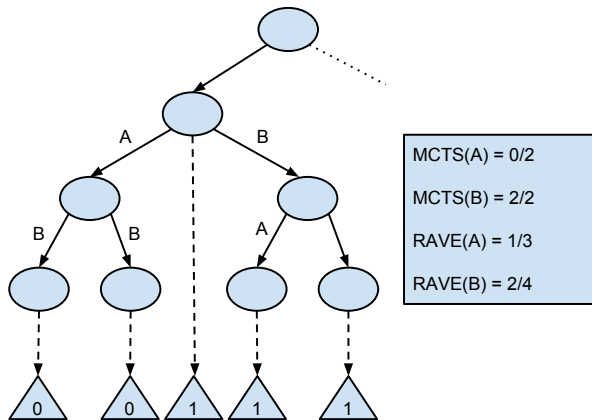 A
B
MCTS(A) = 0/2
MCTS(B) = 2/2
B
B
A
RAVE(A) = 1/3
RAVE(B) = 2/4
0
0
1
1
1